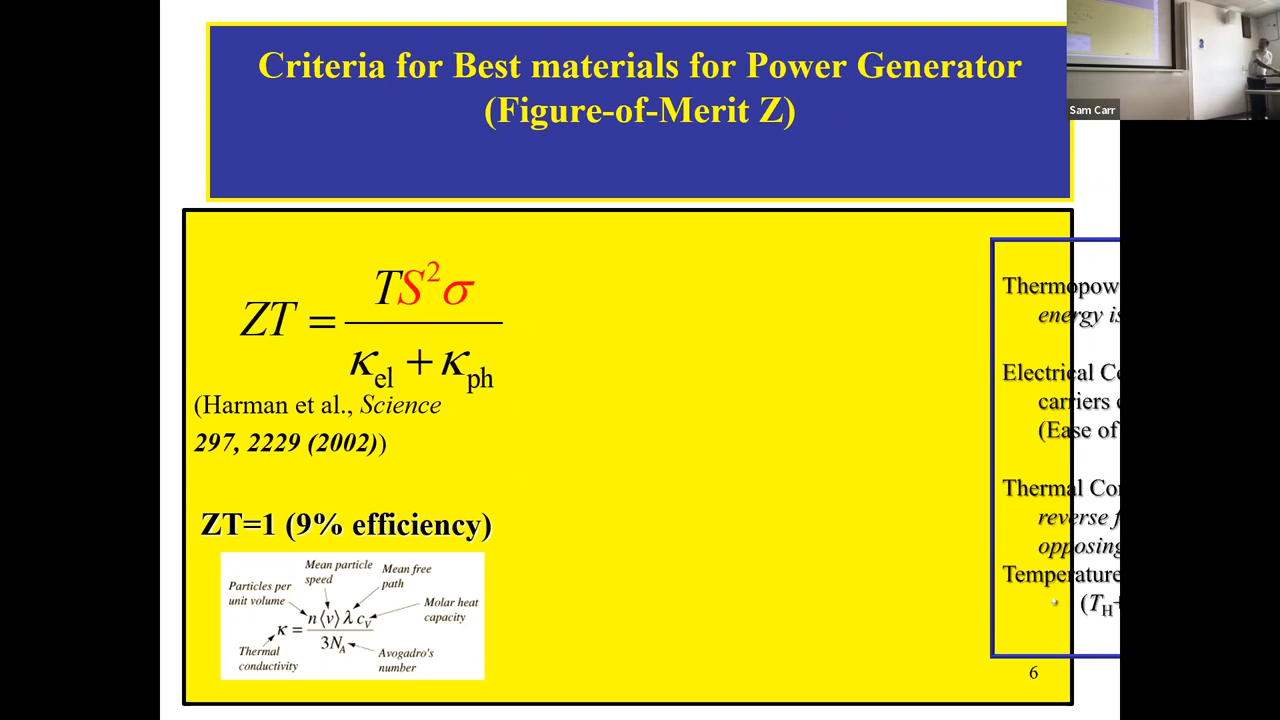 Criteria for Best materials for Power Generator
(Figure-of-Merit Z)
Sam Carr
ZT = TS²σ / κel + κph
(Harman et al., Science
297, 2229 (2002))
ZT=1 (9% efficiency)
Mean particle
speed
Mean free
path
Particles per
unit volume
Molar heat
capacity
κ = n⟨v⟩λcV / 3NA
Thermal
conductivity
Avogadro's
number
energy is
Electrical
carriers
(Ease of
Thermal
reverse
opposing
Temperature
(TH+
6